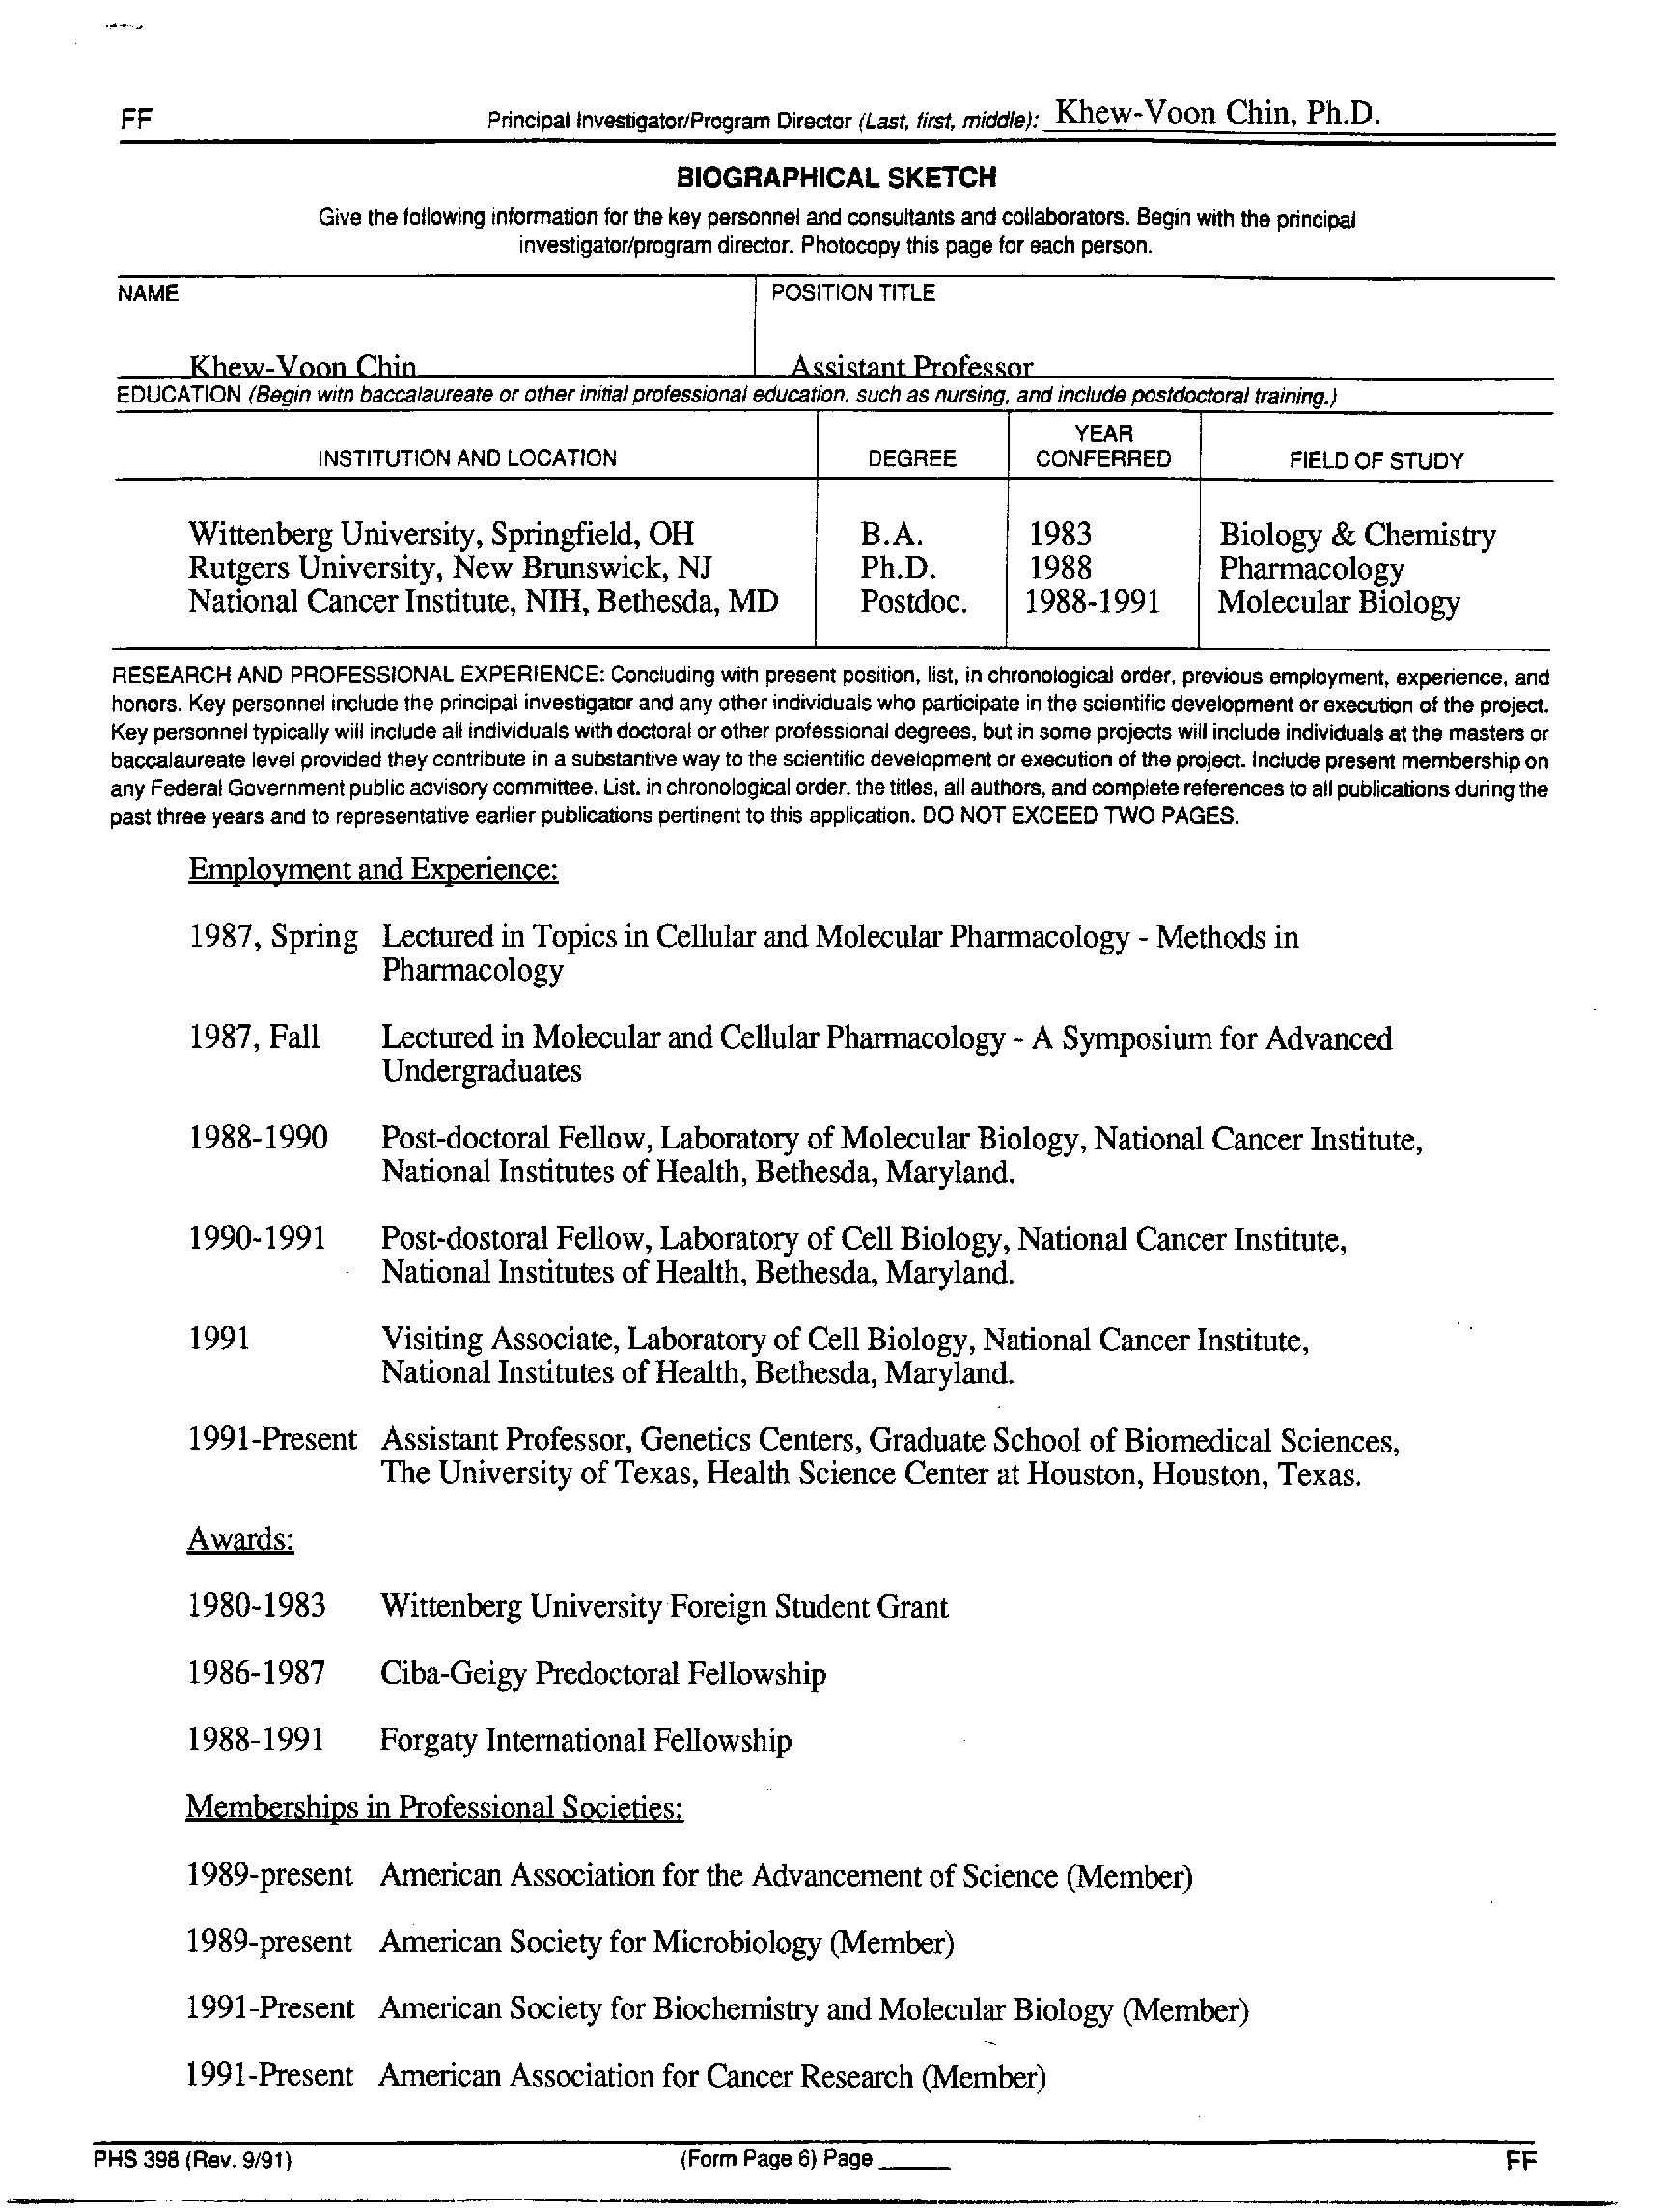 FF Principal Investigator/Program Director (Last, first, middle): Khew-Voon Chin, Ph.D.
BIOGRAPHICAL SKETCH
Give the following information for the key personnel and consultants and collaborators. Begin with the principal
investigator/program director. Photocopy this page for each person.
NAME POSITION TITLE
Khew-Voon Chin Assistant Professor
EDUCATION (Begin with baccalaureate or other initial professional education, such as nursing, and include postdoctoral training.)
INSTITUTION AND LOCATION DEGREE YEAR CONFERRED FIELD OF STUDY
Wittenberg University, Springfield, OH B.A. 1983 Biology & Chemistry
Rutgers University, New Brunswick, NJ Ph.D. 1988 Pharmacology
National Cancer Institute, NIH, Bethesda, MD Postdoc. 1988-1991 Molecular Biology
RESEARCH AND PROFESSIONAL EXPERIENCE: Concluding with present position, list, in chronological order, previous employment, experience, and
honors. Key personnel include the principal investigator and any other individuals who participate in the scientific development or execution of the project.
Key personnel typically will include all individuals with doctoral or other professional degrees, but in some projects will include individuals at the masters or
baccalaureate level provided they contribute in a substantive way to the scientific development or execution of the project. Include present membership on
any Federal Government public advisory committee. List, in chronological order, the titles, all authors, and complete references to all publications during the
past three years and to representative earlier publications pertinent to this application. DO NOT EXCEED TWO PAGES.
Employment and Experience:
1987, Spring Lectured in Topics in Cellular and Molecular Pharmacology - Methods in
Pharmacology
1987, Fall Lectured in Molecular and Cellular Pharmacology - A Symposium for Advanced
Undergraduates
1988-1990 Post-doctoral Fellow, Laboratory of Molecular Biology, National Cancer Institute,
National Institutes of Health, Bethesda, Maryland.
1990-1991 Post-dostoral Fellow, Laboratory of Cell Biology, National Cancer Institute,
National Institutes of Health, Bethesda, Maryland.
1991 Visiting Associate, Laboratory of Cell Biology, National Cancer Institute,
National Institutes of Health, Bethesda, Maryland.
1991-Present Assistant Professor, Genetics Centers, Graduate School of Biomedical Sciences,
The University of Texas, Health Science Center at Houston, Houston, Texas.
Awards:
1980-1983 Wittenberg University Foreign Student Grant
1986-1987 Ciba-Geigy Predoctoral Fellowship
1988-1991 Forgaty International Fellowship
Memberships in Professional Societies:
1989-present American Association for the Advancement of Science (Member)
1989-present American Society for Microbiology (Member)
1991-Present American Society for Biochemistry and Molecular Biology (Member)
1991-Present American Association for Cancer Research (Member)
PHS 398 (Rev. 9/91) (Form Page 6) Page _____ FF